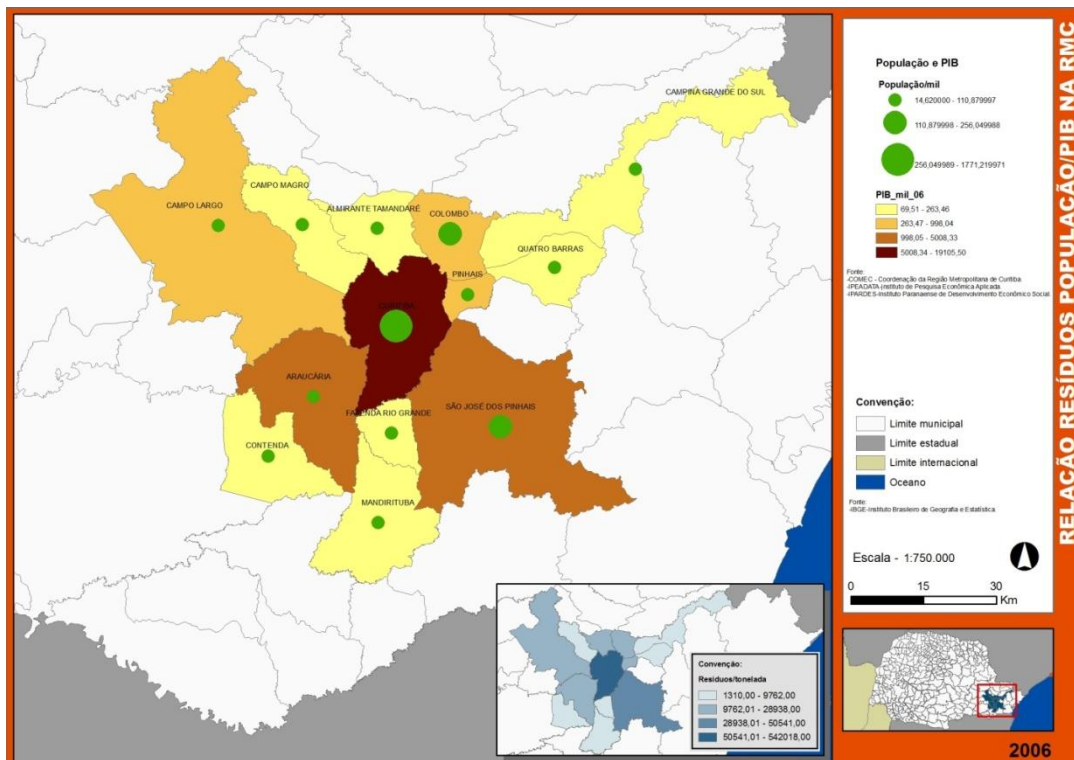 CAMPINA GRANDE DO SUL
CAMPO MAGRO
CAMPO LARGO
ALMIRANTE TAMANDARÉ
COLOMBO
QUATRO BARRAS
PINHAIS
CURITIBA
ARAUCÁRIA
FAZENDA RIO GRANDE
SÃO JOSÉ DOS PINHAIS
CONTENDA
MANDIRITUBA
Convenção:
Resíduos/tonelada
1310,00 - 9762,00
9762,01 - 28938,00
28938,01 - 50541,00
50541,01 - 542018,00
População e PIB
População/mil
14,620000 - 110,879997
110,879998 - 256,049988
256,049989 - 1771,219971
PIB_mil_06
69,51 - 263,46
263,47 - 998,04
998,05 - 5008,33
5008,34 - 19105,50
Fonte:
-COMEC - Coordenação da Região Metropolitana de Curitiba
-IPEADATA-Instituto de Pesquisa Econômica Aplicada
-IPARDES-Instituto Paranaense de Desenvolvimento Econômico Social
Convenção:
Limite municipal
Limite estadual
Limite internacional
Oceano
Fonte:
-IBGE-Instituto Brasileiro de Geografia e Estatística
Escala - 1:750.000
0 15 30
Km
2006
RELAÇÃO RESÍDUOS POPULAÇÃO/PIB NA RMC